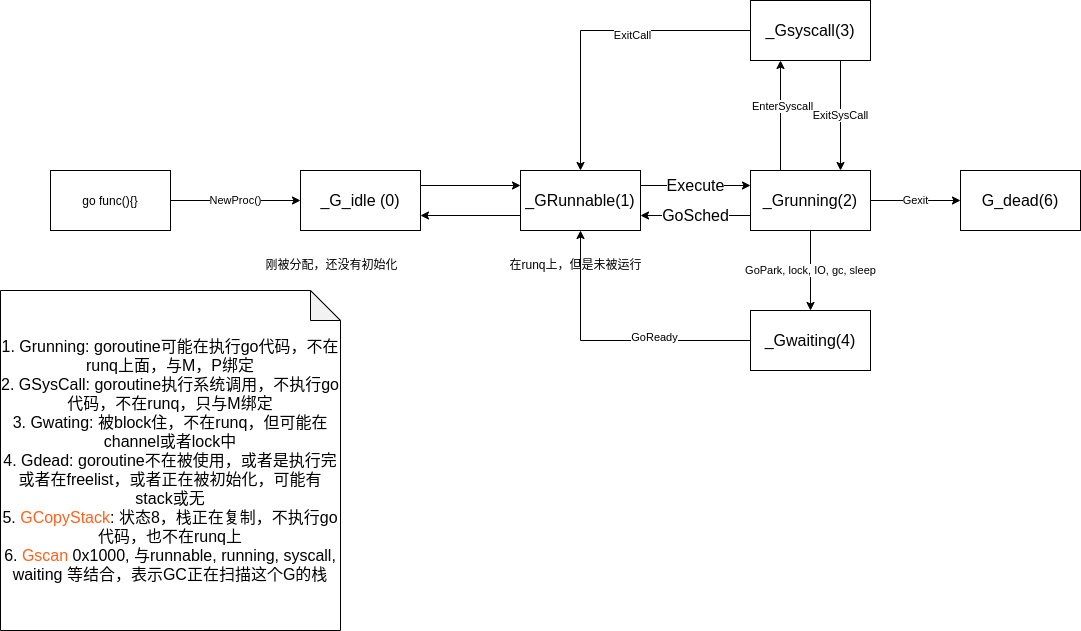 _Gsyscall(3)
ExitCall
EnterSyscall
ExitSysCall
go func(){}
NewProc()
_G_idle (0)
_GRunnable(1)
Execute
GoSched
_Grunning(2)
Gexit
G_dead(6)
刚被分配，还没有初始化
在runq上，但是未被运行
GoPark, lock, IO, gc, sleep
GoReady
_Gwaiting(4)
1. Grunning: goroutine可能在执行go代码，不在
runq上面，与M，P绑定
2. GSysCall: goroutine执行系统调用，不执行go
代码，不在runq，只与M绑定
3. Gwating: 被block住，不在runq，但可能在
channel或者lock中
4. Gdead: goroutine不在被使用，或者是执行完
或者在freelist，或者正在被初始化，可能有
stack或无
5. GCopyStack: 状态8，栈正在复制，不执行go
代码，也不在runq上
6. Gscan 0x1000, 与runnable, running, syscall,
waiting 等结合，表示GC正在扫描这个G的栈